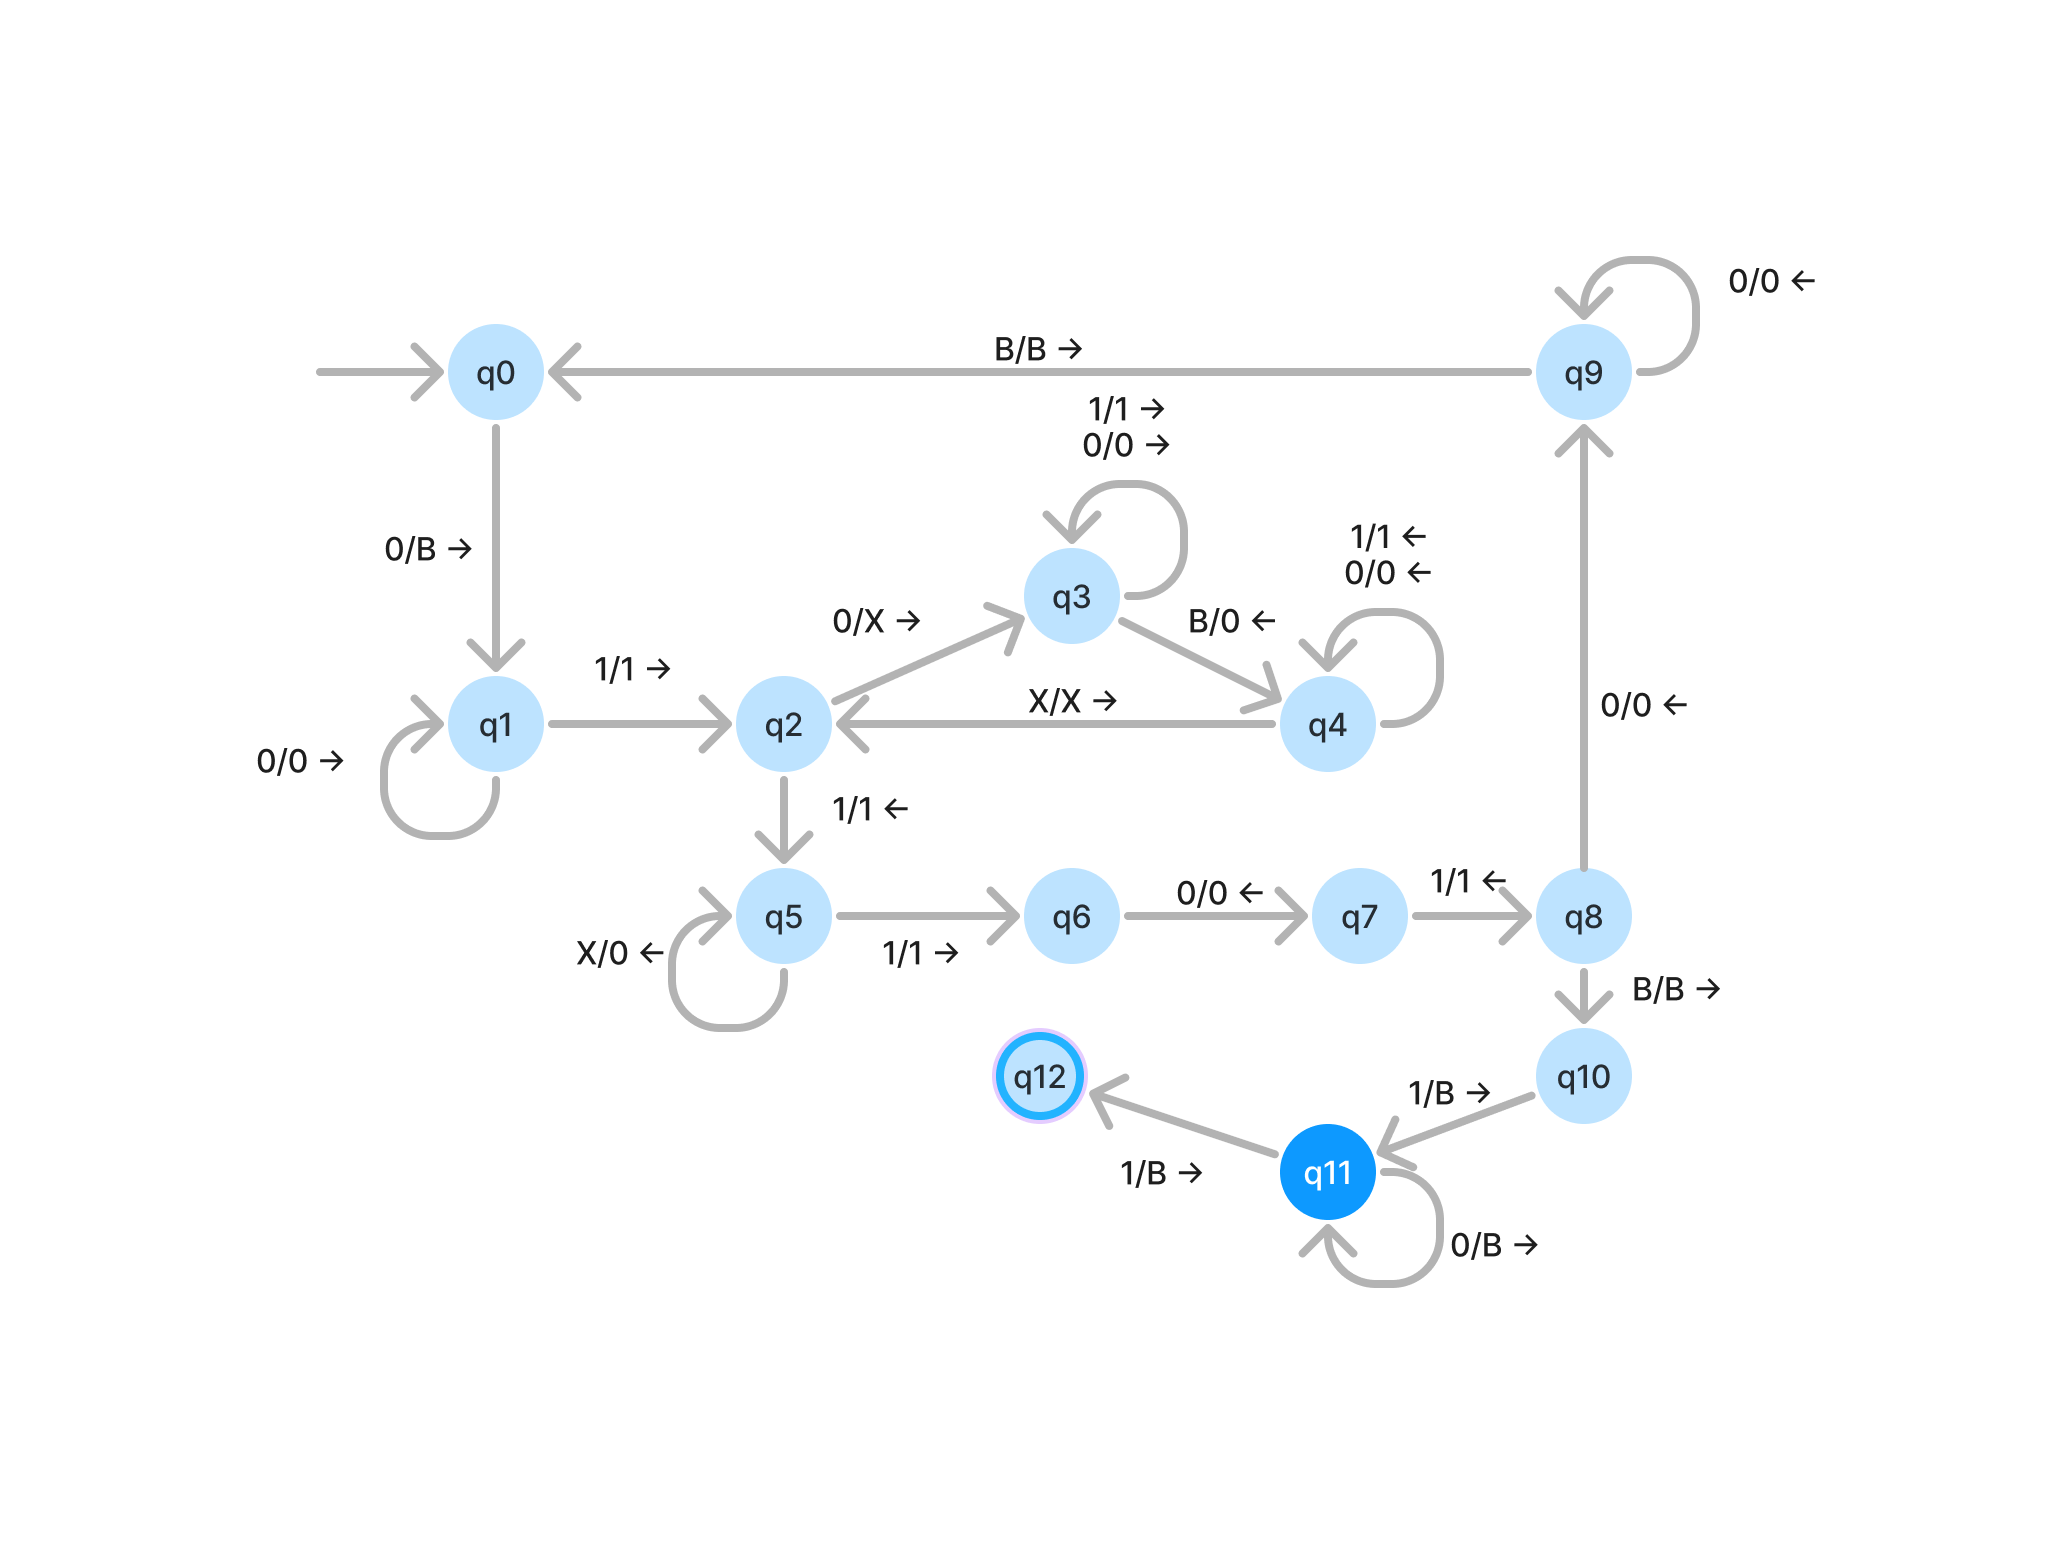 0/0 ←
B/B →
q0
q9
1/1 →
0/0 →
1/1 ←
0/0 ←
0/B →
q3
0/X →
B/0 ←
1/1 →
X/X →
0/0 ←
q1
q2
q4
0/0 →
1/1 ←
1/1 ←
0/0 ←
q5
q6
q7
q8
X/0 ←
1/1 →
B/B →
q12
q10
1/B →
1/B →
q11
0/B →